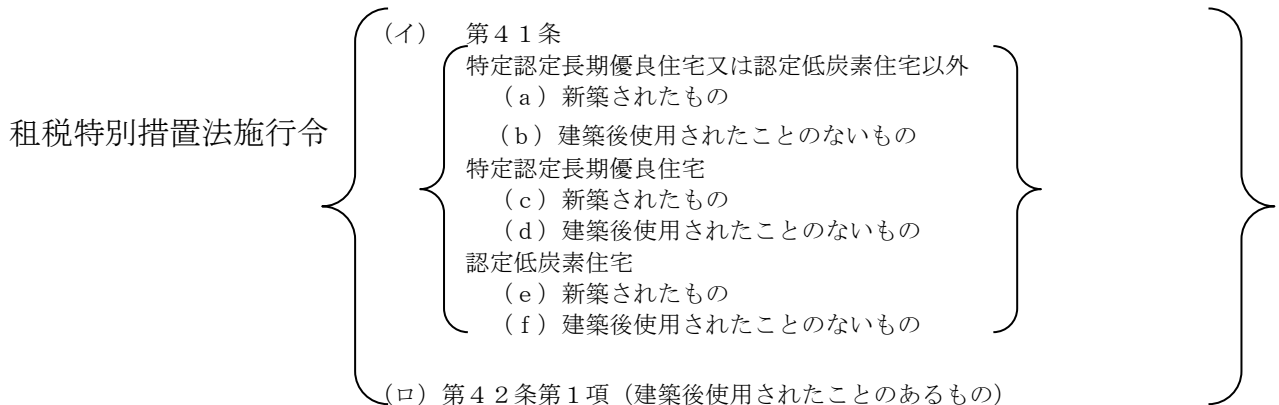 （イ）　第４１条
特定認定長期優良住宅又は認定低炭素住宅以外
（ａ）新築されたもの
租税特別措置法施行令
（ｂ）建築後使用されたことのないもの
特定認定長期優良住宅
（ｃ）新築されたもの
（ｄ）建築後使用されたことのないもの
認定低炭素住宅
（ｅ）新築されたもの
（ｆ）建築後使用されたことのないもの
（ロ）第４２条第１項（建築後使用されたことのあるもの）